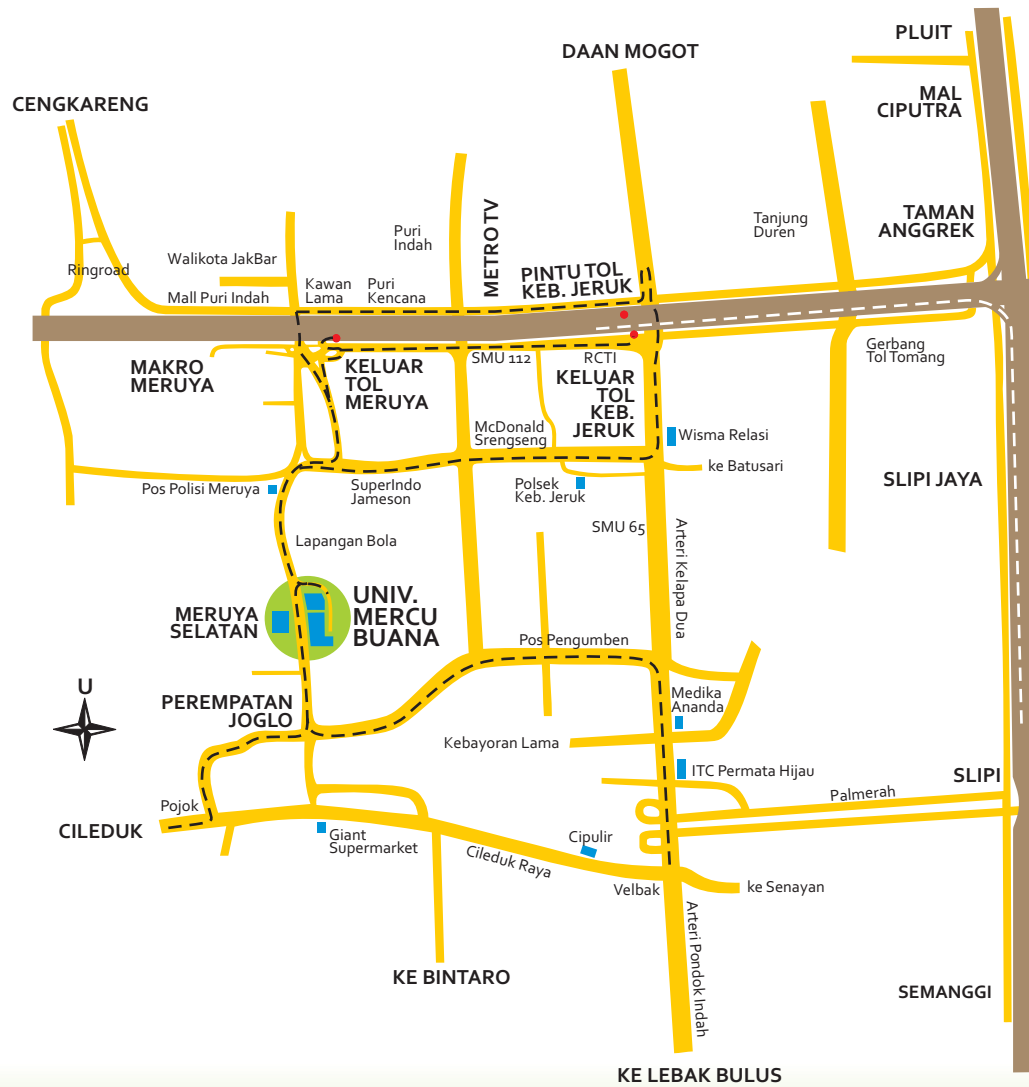 PLUIT
DAAN MOGOT
MAL
CIPUTRA
CENGKARENG
TAMAN
ANGGREK
Tanjung
Duren
METRO TV
Puri
Indah
Walikota JakBar
Ringroad
PINTU TOL
KEB. JERUK
Kawan
Lama
Puri
Kencana
Mall Puri Indah
Gerbang
Tol Tomang
MAKRO
MERUYA
KELUAR
TOL
MERUYA
SMU 112
RCTI
KELUAR
TOL
KEB.
JERUK
McDonald
Srengseng
Wisma Relasi
ke Batusari
SLIPI JAYA
Pos Polisi Meruya
SuperIndo
Jameson
Polsek
Keb. Jeruk
SMU 65
Arteri Kelapa Dua
Lapangan Bola
UNIV.
MERCU
BUANA
MERUYA
SELATAN
Pos Pengumben
U
PEREMPATAN
JOGLO
Medika
Ananda
Kebayoran Lama
ITC Permata Hijau
SLIPI
Palmerah
Pojok
CILEDUK
Giant
Supermarket
Cileduk Raya
Cipulir
Velbak
ke Senayan
Arteri Pondok Indah
KE BINTARO
SEMANGGI
KE LEBAK BULUS